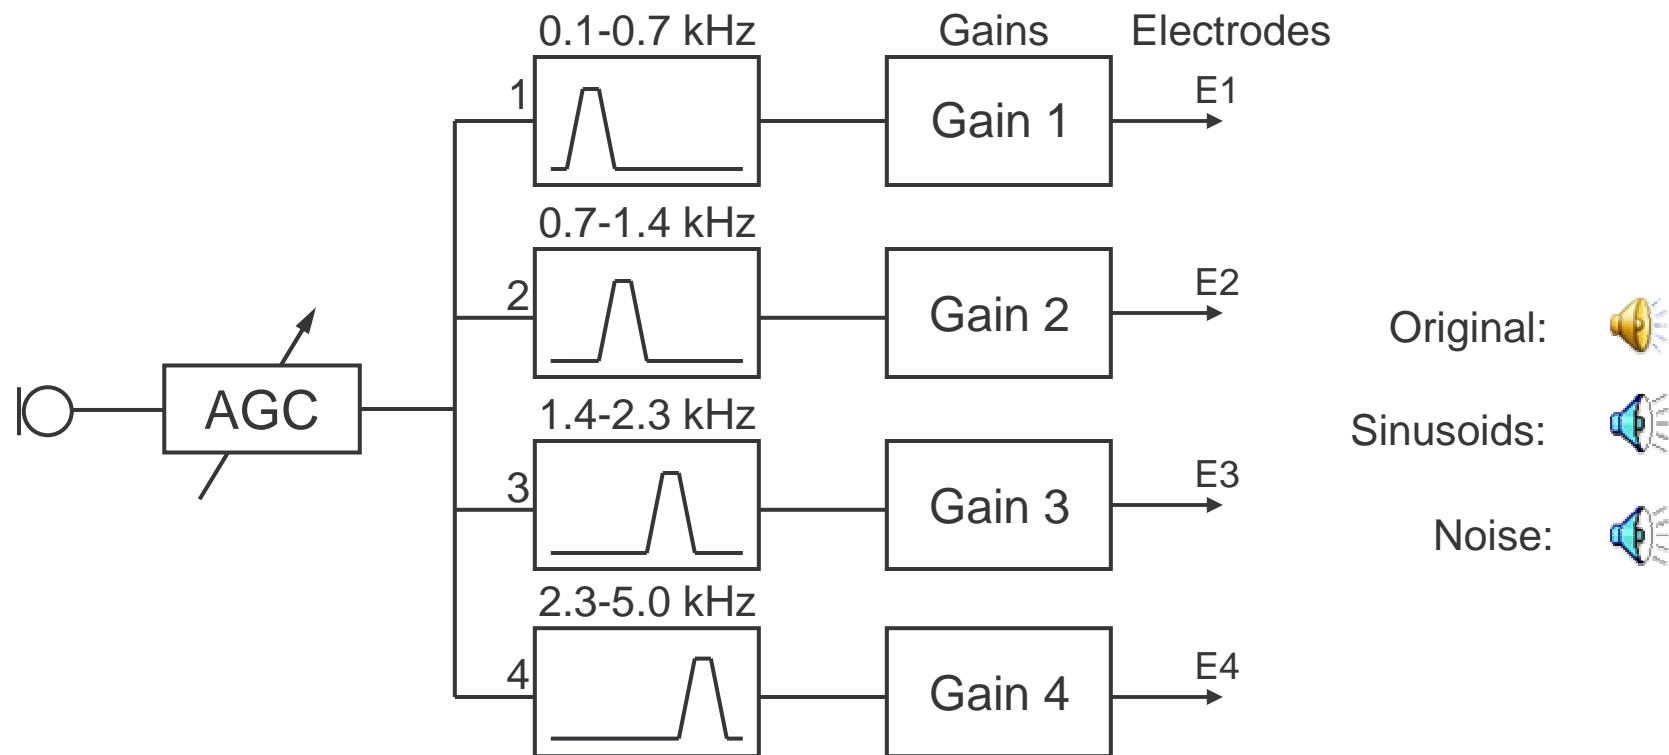 0.1-0.7 kHz
Gains
Electrodes
1
Gain 1
E1
0.7-1.4 kHz
2
Gain 2
E2
AGC
1.4-2.3 kHz
3
Gain 3
E3
2.3-5.0 kHz
4
Gain 4
E4
Original:
Sinusoids:
Noise: